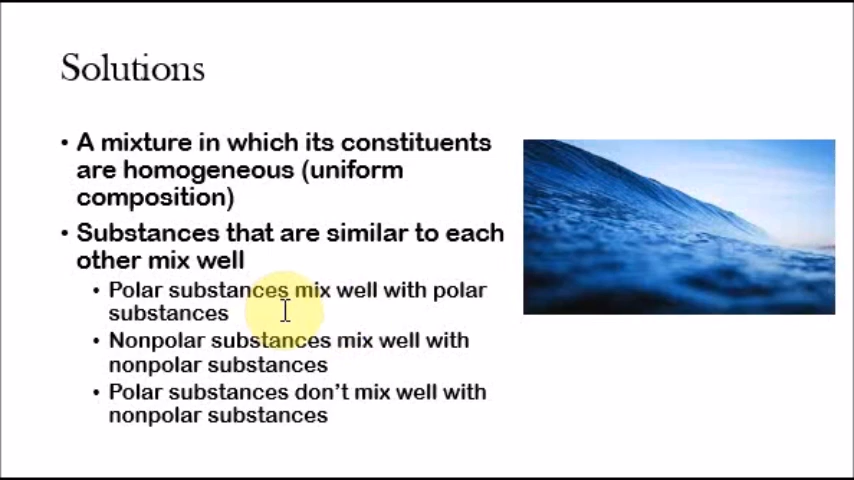 Solutions
• A mixture in which its constituents
are homogeneous (uniform
composition)
• Substances that are similar to each
other mix well
• Polar substances mix well with polar
substances
• Nonpolar substances mix well with
nonpolar substances
• Polar substances don't mix well with
nonpolar substances